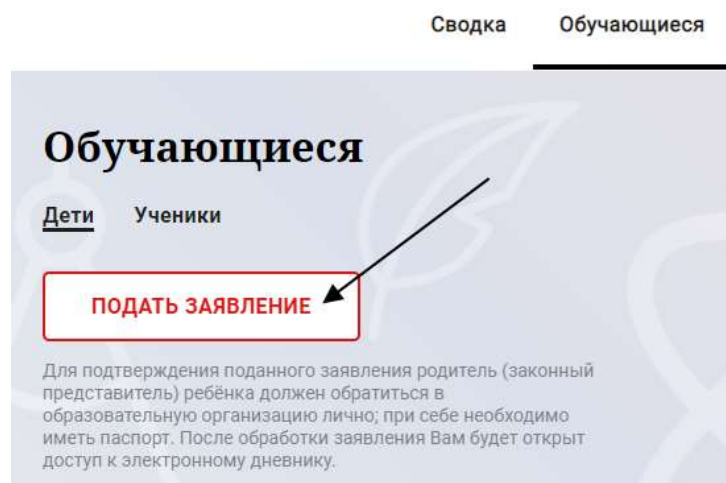 Сводка Обучающиеся
Обучающиеся
Дети Ученики
ПОДАТЬ ЗАЯВЛЕНИЕ
Для подтверждения поданного заявления родитель (законный
представитель) ребёнка должен обратиться в
образовательную организацию лично; при себе необходимо
иметь паспорт. После обработки заявления Вам будет открыт
доступ к электронному дневнику.